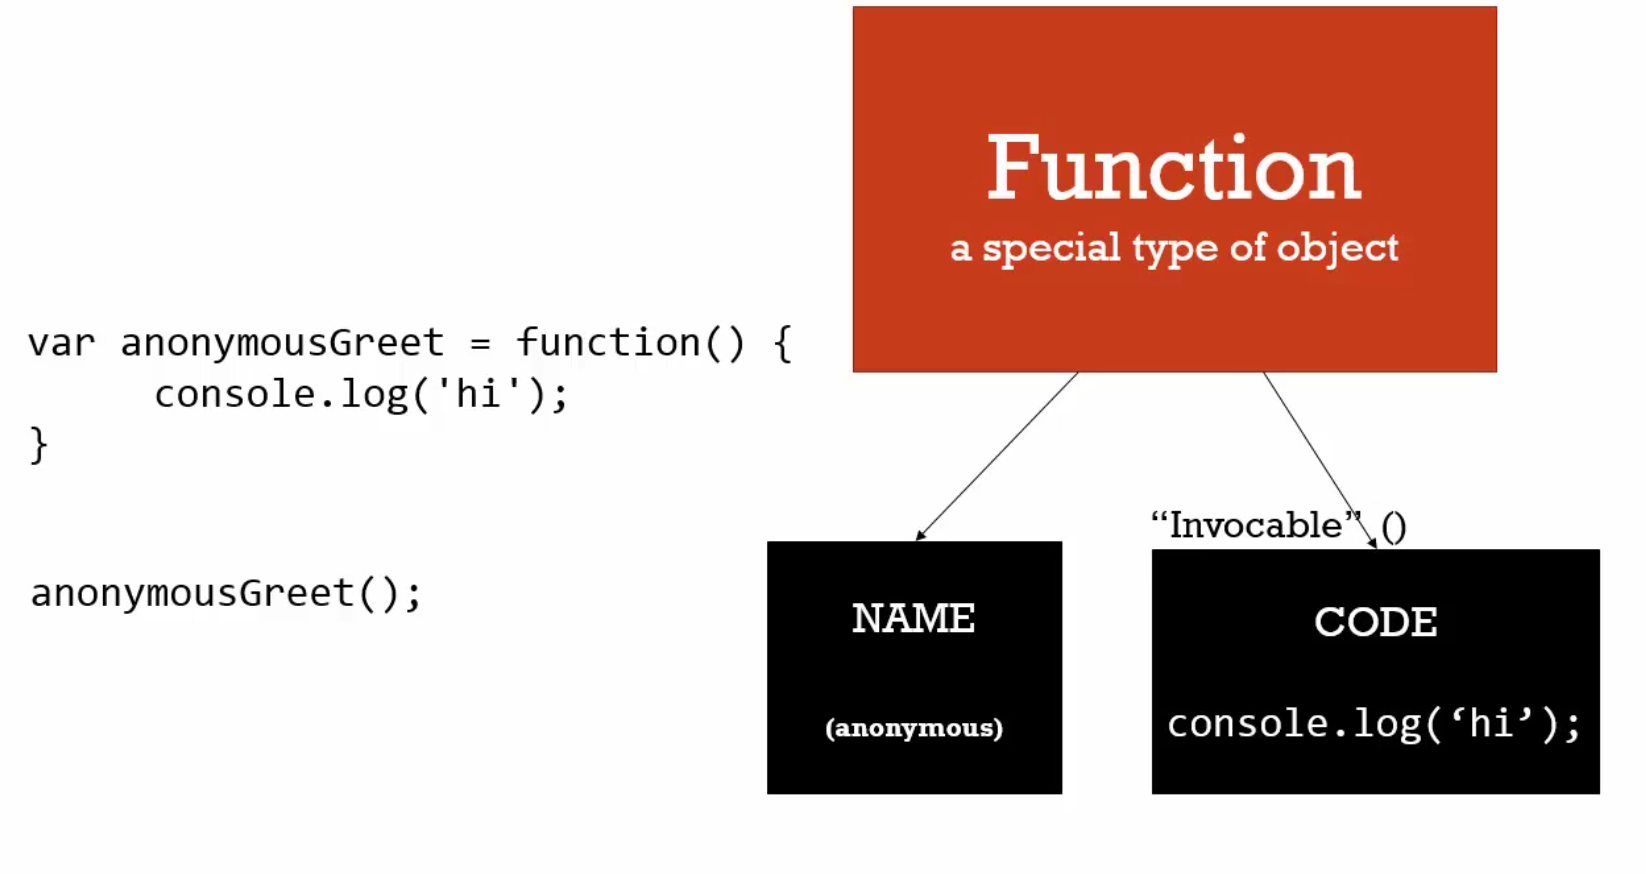 var anonymousGreet = function() {
console.log('hi');
}
anonymousGreet();
Function
a special type of object
“Invocable” ()
NAME
(anonymous)
CODE
console.log(‘hi’);